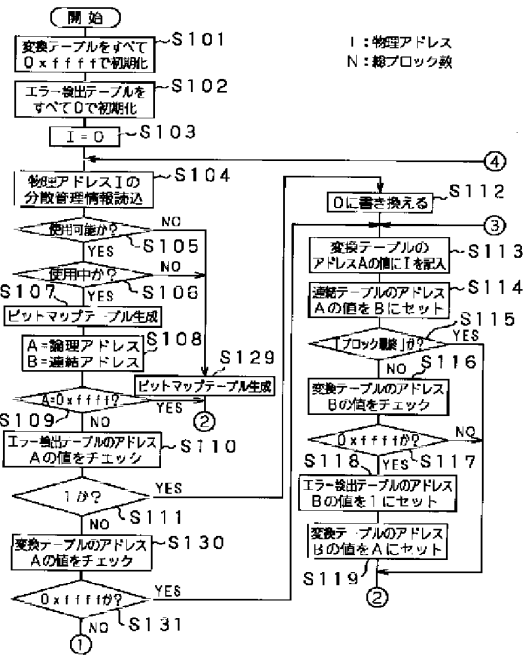 開始
変換テーブルをすべて
0xffffで初期化
S101
エラー検出テーブルを
すべて0で初期化
S102
I=0
S103
I:物理アドレス
N:総ブロック数
④
物理アドレスIの
分散管理情報読込
S104
使用可能か?
NO
S105
YES
使用中か?
NO
S106
YES
S107
ビットマップテーブル生成
A=論理アドレス
B=連結アドレス
S108
S129
ビットマップテーブル生成
②
A=0xffff?
YES
S109
NO
エラー検出テーブルのアドレス
Aの値をチェック
S110
1か?
YES
S111
NO
変換テーブルのアドレス
Aの値をチェック
S130
0xffffか?
YES
S131
NO
①
0に書き換える
S112
③
変換テーブルの
アドレスAの値にIを記入
S113
連結テーブルのアドレス
Aの値をBにセット
S114
「ブロック最終」か?
S115
YES
NO
S116
変換テーブルのアドレス
Bの値をチェック
0xffffか?
NO
S117
YES
S118
エラー検出テーブルのアドレス
Bの値を1にセット
変換テーブルのアドレス
Bの値をAにセット
S119
②